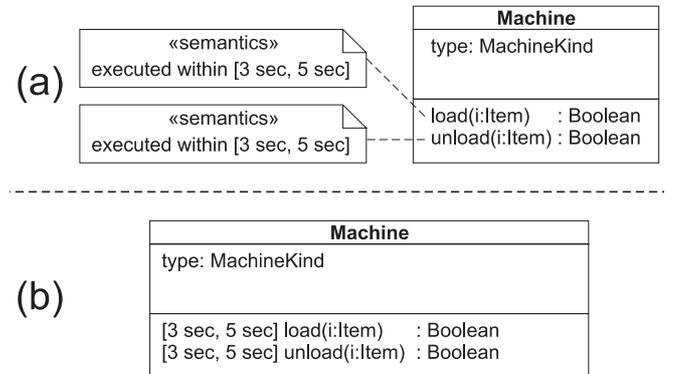 (a)
«semantics»
executed within [3 sec, 5 sec]
«semantics»
executed within [3 sec, 5 sec]
Machine
type: MachineKind
load(i:Item) : Boolean
unload(i:Item) : Boolean
(b)
Machine
type: MachineKind
[3 sec, 5 sec] load(i:Item) : Boolean
[3 sec, 5 sec] unload(i:Item) : Boolean